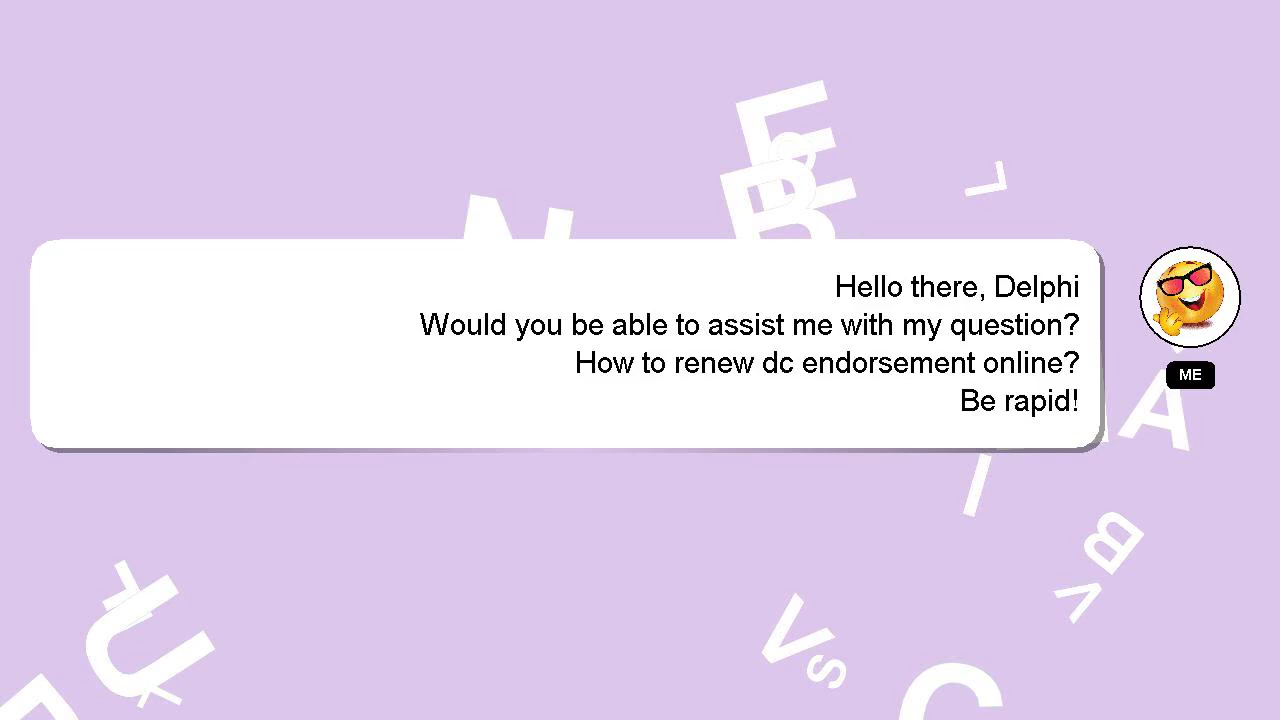 Hello there, Delphi
Would you be able to assist me with my question?
How to renew dc endorsement online?
Be rapid!
ME